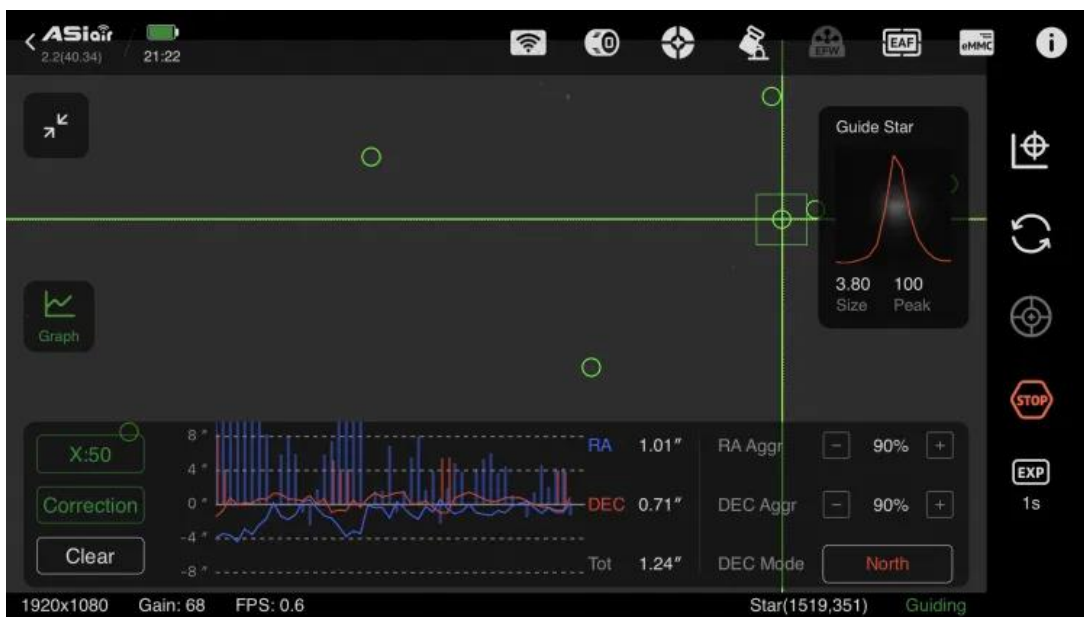 ASiair
2.2(40.34)
21:22
0
EFW
EAF
eMMC
i
Guide Star
3.80 100
Size Peak
Graph
STOP
EXP
1s
X:50
Correction
Clear
8 "
4 "
0 "
-4 "
-8 "
RA 1.01"
DEC 0.71"
Tot 1.24"
RA Aggr - 90% +
DEC Aggr - 90% +
DEC Mode North
1920x1080 Gain: 68 FPS: 0.6 Star(1519,351) Guiding